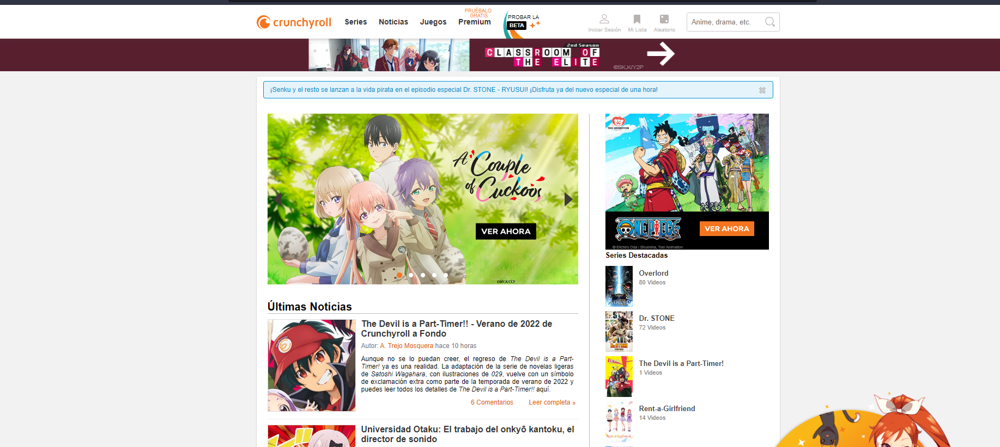 crunchyroll
Series
Noticias
Juegos
PRUÉBALO
GRATIS
Premium
PROBAR LA
BETA
Iniciar Sesión
Mi Lista
Aleatorio
Anime, drama, etc.
2nd Season
CLASSROOM OF
THE ELITE
©SK,K/Y2P
¡Senku y el resto se lanzan a la vida pirata en el episodio especial Dr. STONE - RYUSUI! ¡Disfruta ya del nuevo especial de una hora!
A Couple
of Cuckoos
VER AHORA
©MY,K/CCP
TOEI ANIMATION
ONE PIECE
VER AHORA
© Eiichiro Oda / Shueisha, Toei Animation
Series Destacadas
Overlord
80 Videos
OVERLORD
Dr. STONE
72 Videos
Dr.STONE
The Devil is a Part-Timer!
1 Videos
Rent-a-Girlfriend
14 Videos
Rent-a-Girlfriend
Últimas Noticias
The Devil is a Part-Timer!! - Verano de 2022 de
Crunchyroll a Fondo
Autor: A. Trejo Mosquera hace 10 horas
Aunque no se lo puedan creer, el regreso de The Devil is a Part-
Timer! ya es una realidad. La adaptación de la serie de novelas ligeras
de Satoshi Wagahara, con ilustraciones de 029, vuelve con un símbolo
de exclamación extra como parte de la temporada de verano de 2022 y
puedes leer todos los detalles de The Devil is a Part-Timer!! aquí.
6 Comentarios
Leer completa »
Universidad Otaku: El trabajo del onkyō kantoku, el
director de sonido